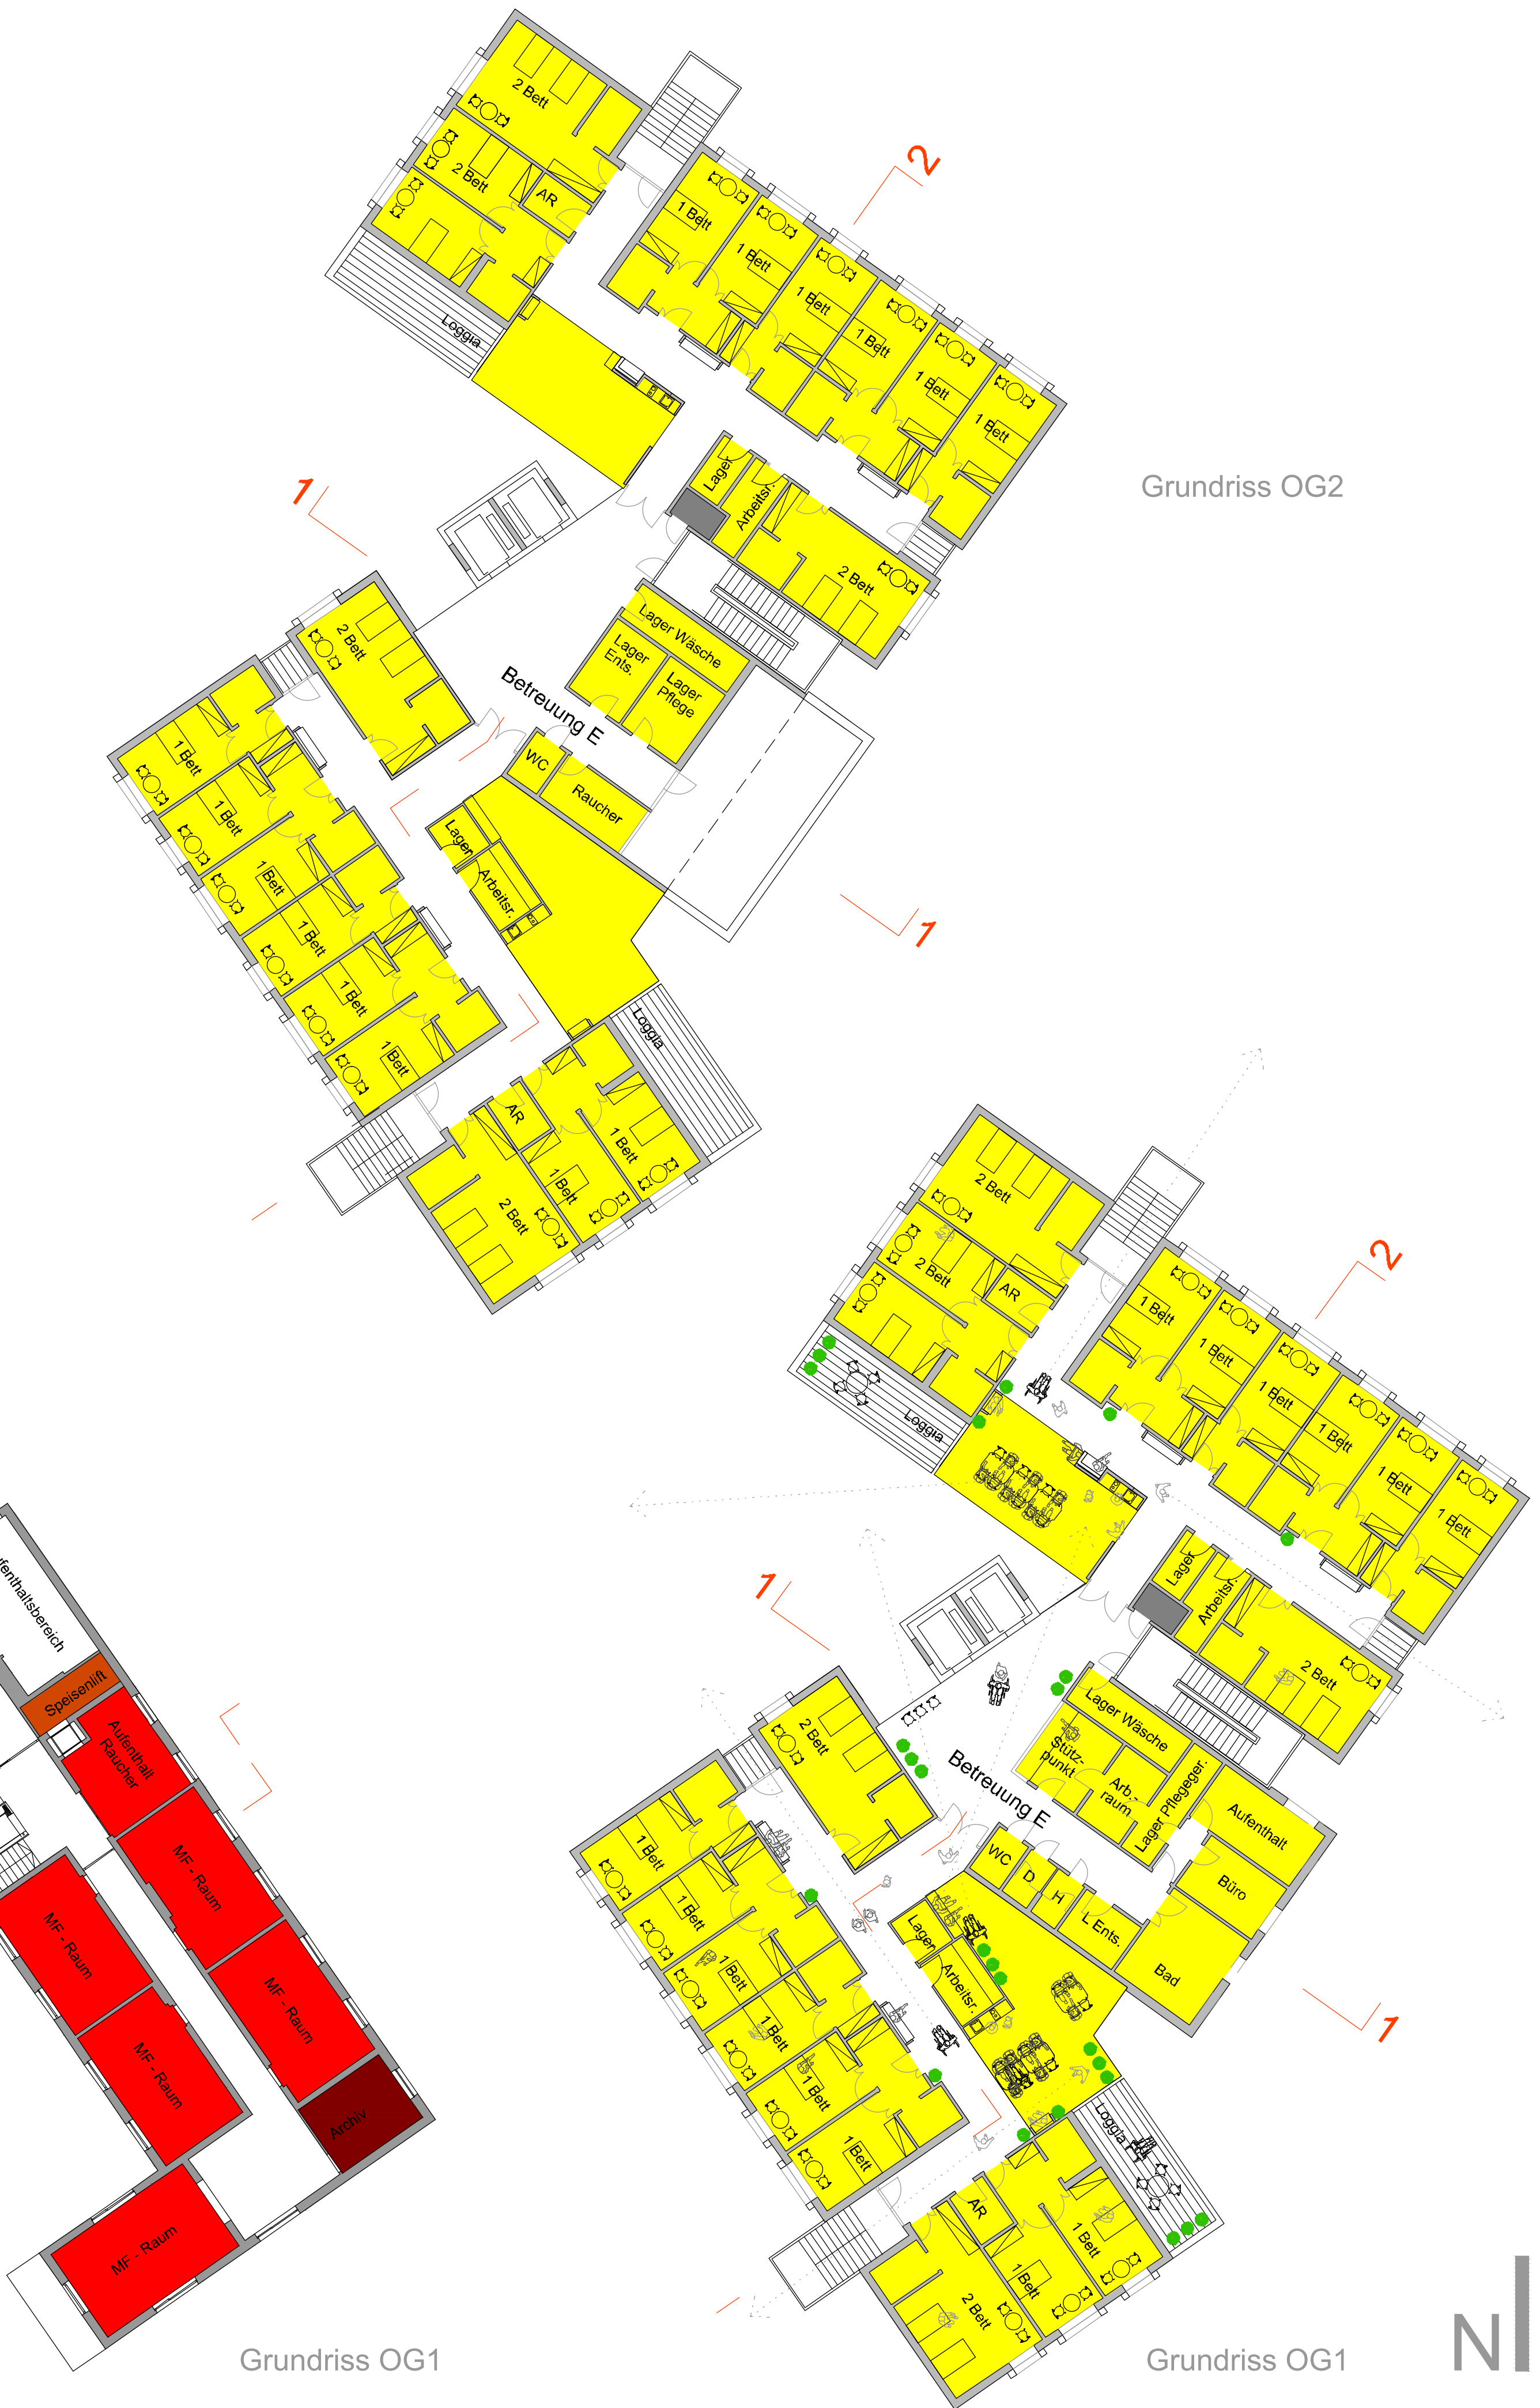 2 Bett
2 Bett
AR
2
1 Bett
1 Bett
1 Bett
1 Bett
1 Bett
1 Bett
Loggia
Lager
Arbeitsr.
2 Bett
Grundriss OG2
1
2 Bett
Lager Wäsche
Lager
Ents.
Lager
Pflege
Betreuung E
WC
Raucher
1 Bett
1 Bett
1 Bett
1 Bett
1 Bett
1 Bett
Lager
Arbeitsr.
1
Loggia
AR
1 Bett
1 Bett
2 Bett
2 Bett
2 Bett
AR
2
1 Bett
1 Bett
1 Bett
1 Bett
1 Bett
1 Bett
Loggia
Lager
Arbeitsr.
2 Bett
1
2 Bett
Lager Wäsche
Stütz-
punkt
Arb.-
raum
Lager Pflegeger.
Aufenthalt
Büro
Bad
Betreuung E
WC
D
H
L Ents.
1 Bett
1 Bett
1 Bett
1 Bett
1 Bett
1 Bett
Lager
Arbeitsr.
1
Loggia
AR
1 Bett
1 Bett
2 Bett
ufenthaltsbereich
Speisenlift
Aufenthalt
Raucher
MF - Raum
MF - Raum
MF - Raum
MF - Raum
Archiv
MF - Raum
Grundriss OG1
Grundriss OG1
N